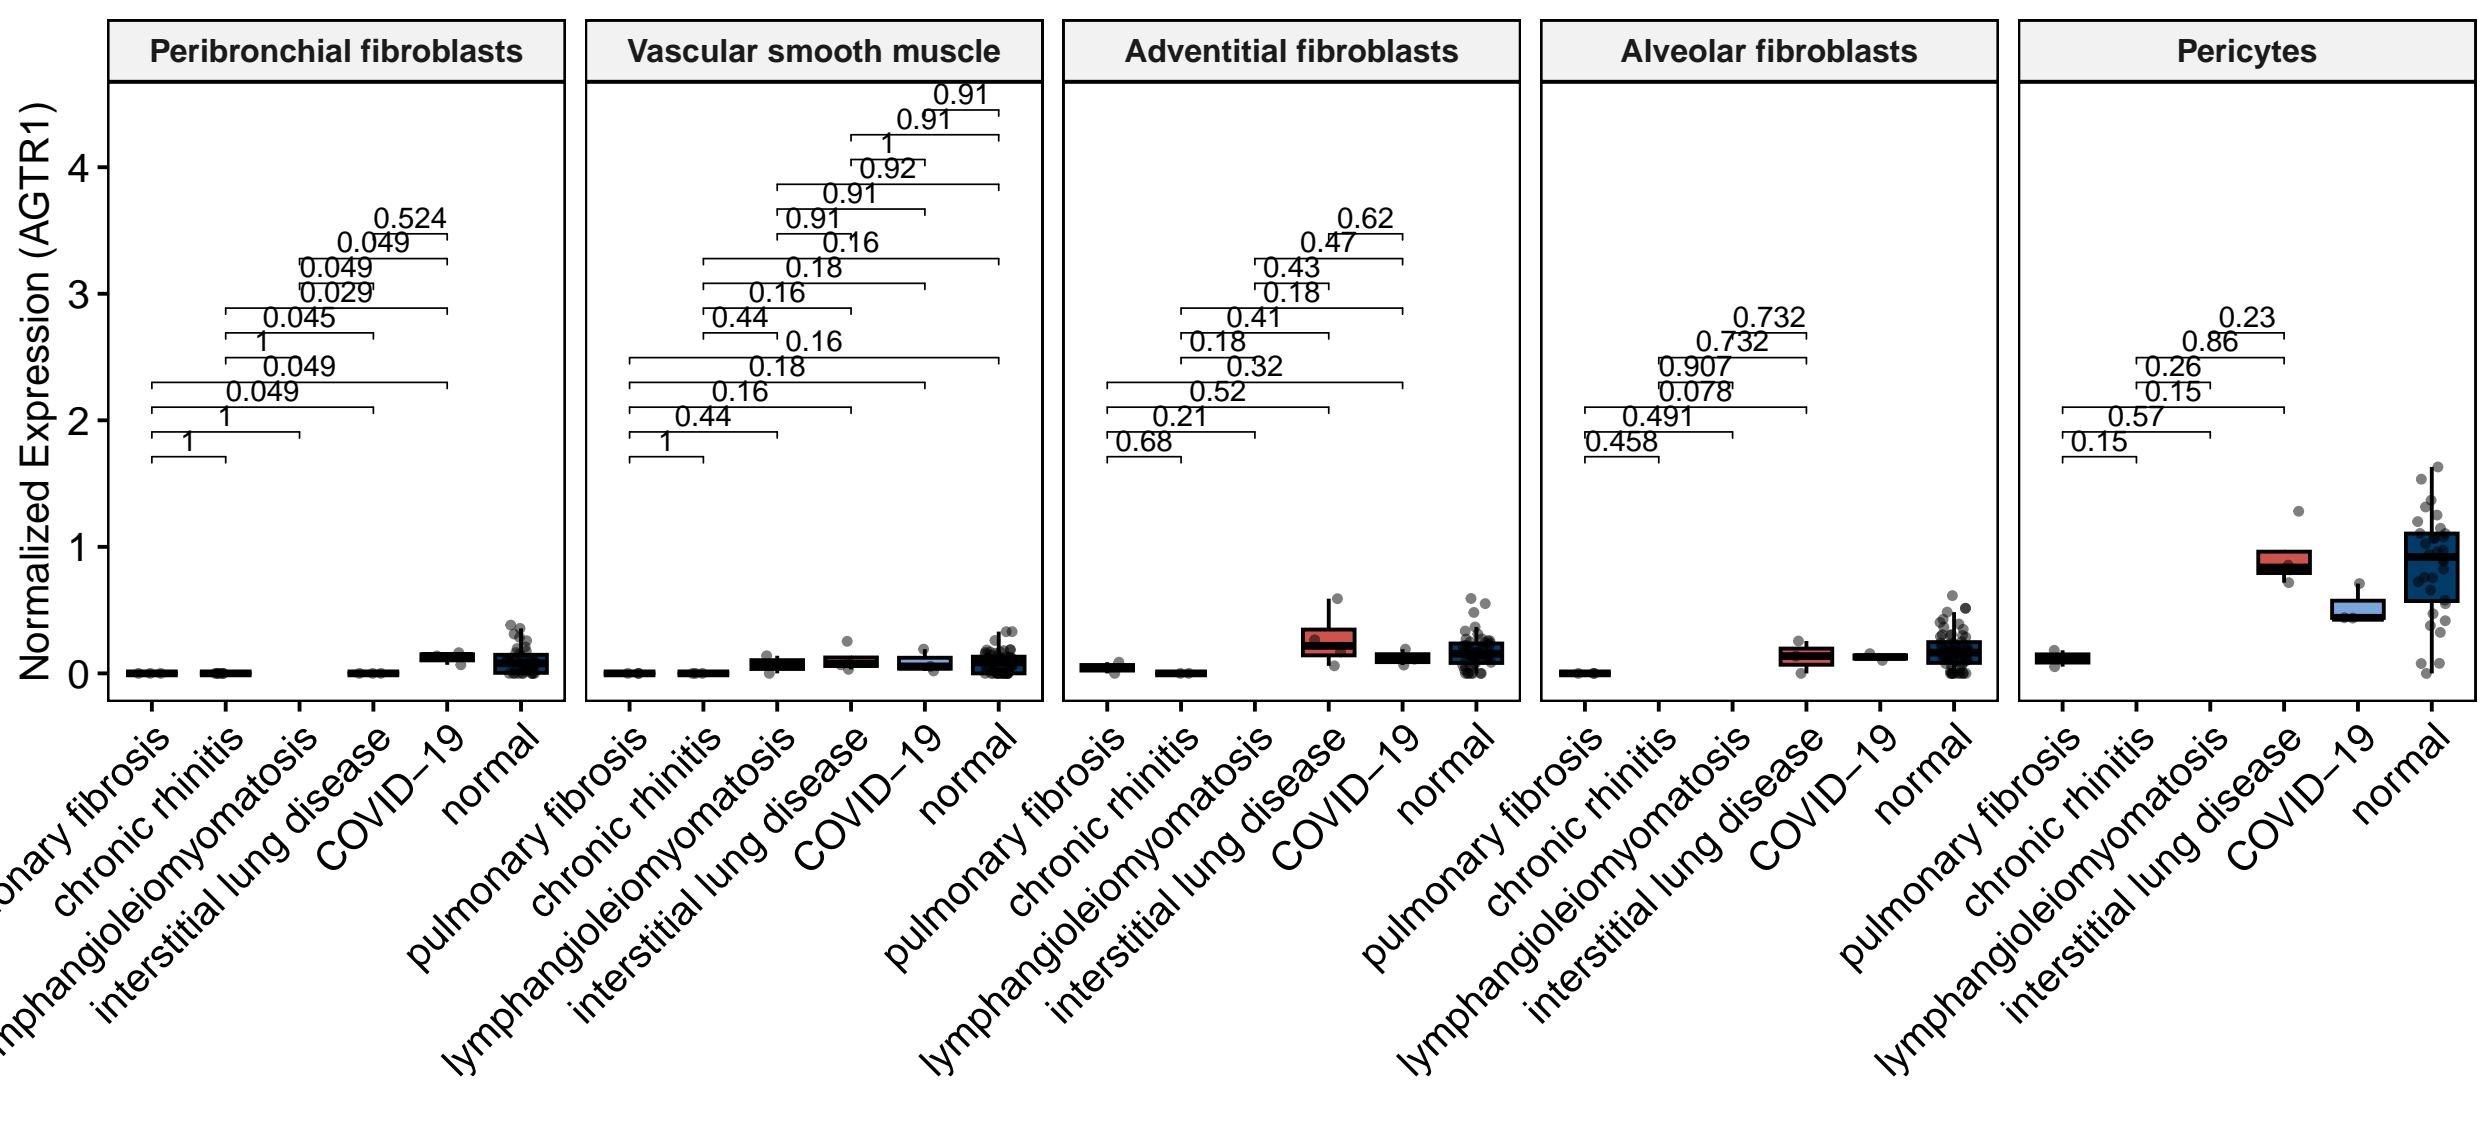 Peribronchial fibroblasts
Vascular smooth muscle
Adventitial fibroblasts
Alveolar fibroblasts
Pericytes
Normalized Expression (AGTR1)
4
3
2
1
0
0.524
0.049
0.049
0.029
0.045
1
0.049
0.049
1
1
0.91
0.91
1
0.92
0.91
0.91
0.16
0.18
0.16
0.44
0.16
0.18
0.16
0.44
1
0.62
0.47
0.43
0.18
0.41
0.18
0.32
0.52
0.21
0.68
0.732
0.732
0.907
0.078
0.491
0.458
0.23
0.86
0.26
0.15
0.57
0.15
onary fibrosis
chronic rhinitis
mphangioleiomyomatosis
interstitial lung disease
COVID−19
normal
pulmonary fibrosis
chronic rhinitis
lymphangioleiomyomatosis
interstitial lung disease
COVID−19
normal
pulmonary fibrosis
chronic rhinitis
lymphangioleiomyomatosis
interstitial lung disease
COVID−19
normal
pulmonary fibrosis
chronic rhinitis
lymphangioleiomyomatosis
interstitial lung disease
COVID−19
normal
pulmonary fibrosis
chronic rhinitis
lymphangioleiomyomatosis
interstitial lung disease
COVID−19
normal